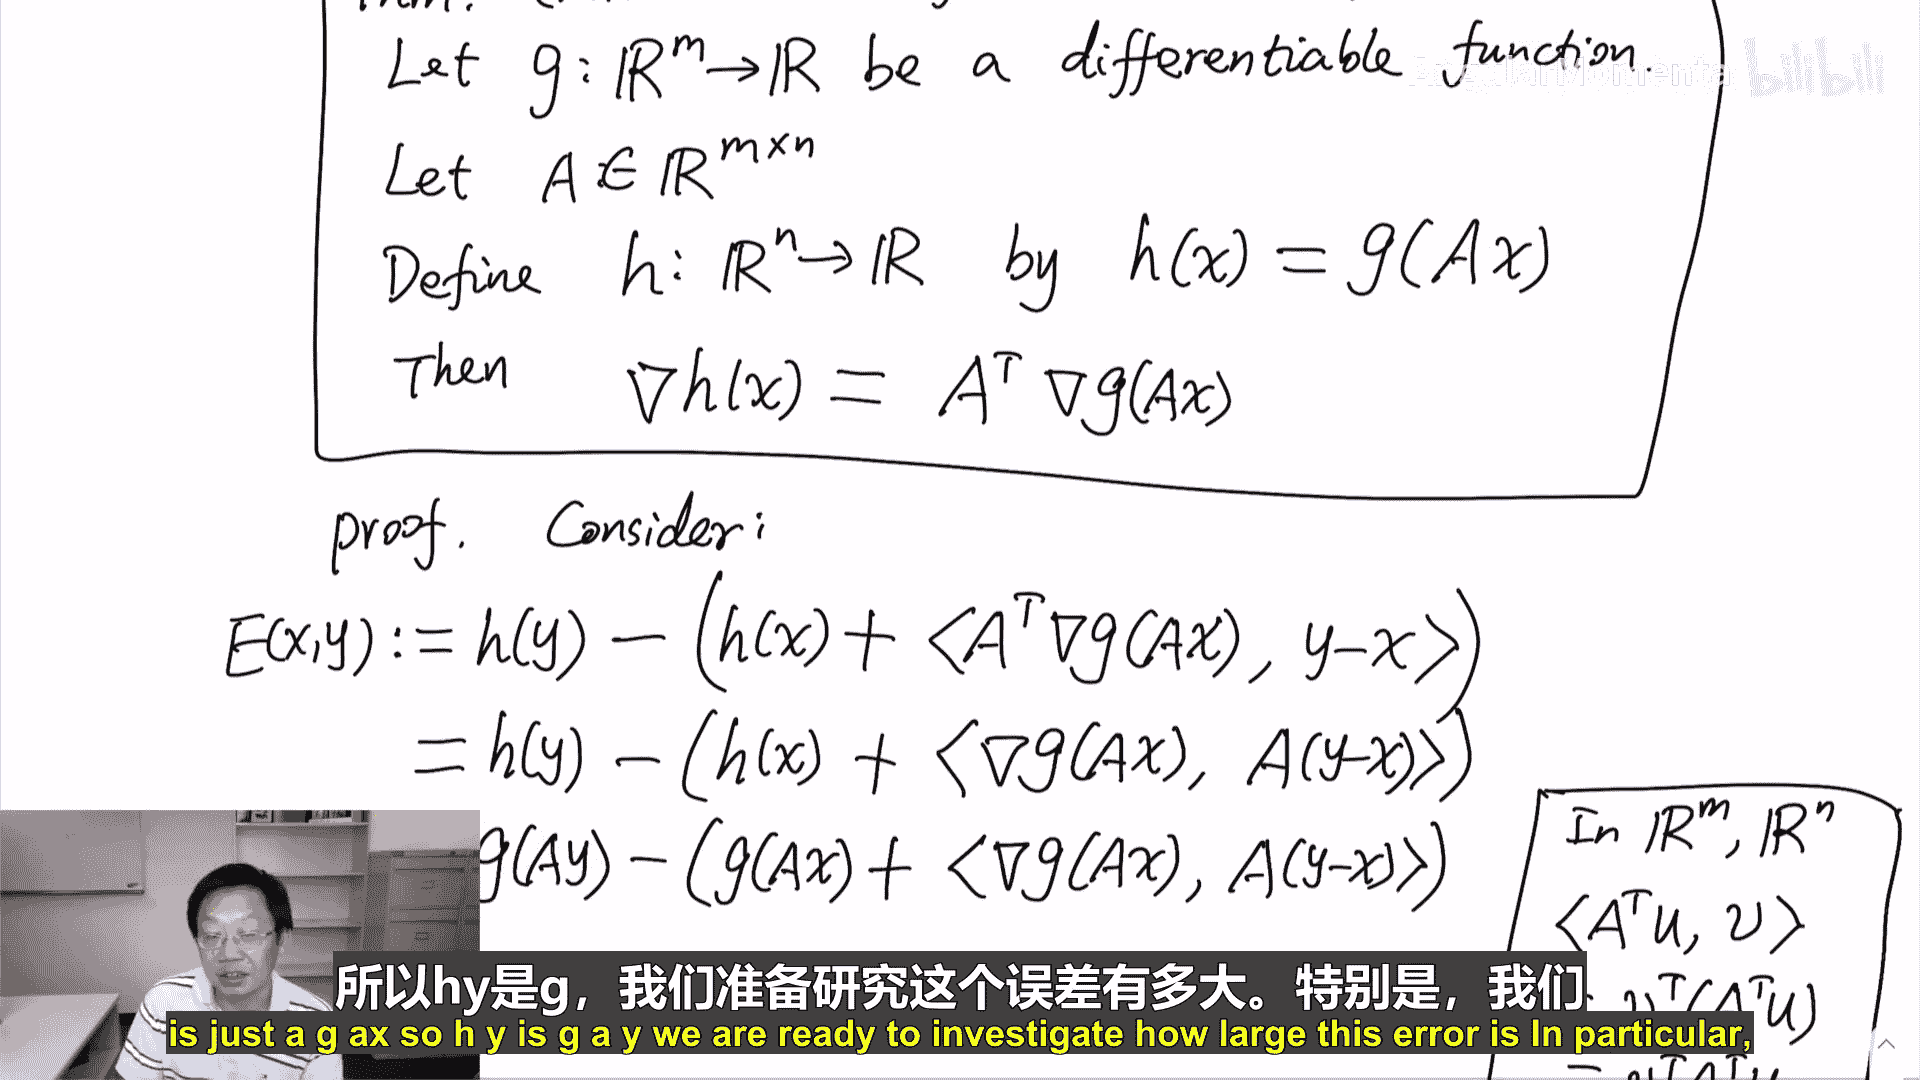 Let g: ℝ^m → ℝ be a differentiable function.
bilibili
Let A ∈ ℝ^{m×n}
Define h: ℝ^n → ℝ by h(x) = g(Ax)
Then ∇h(x) = A^T ∇g(Ax)
proof. Consider:
E(x,y) := h(y) − (h(x) + <A^T ∇g(Ax), y−x>)
= h(y) − (h(x) + <∇g(Ax), A(y−x)>)
g(Ay) − (g(Ax) + <∇g(Ax), A(y−x)>)
In ℝ^m, ℝ^n
<A^T u, v>
v^T(A^T u)
= v^T A^T u
所以hy是g，我们准备研究这个误差有多大。特别是，我们
is just a g ax so h y is g a y we are ready to investigate how large this error is In particular,